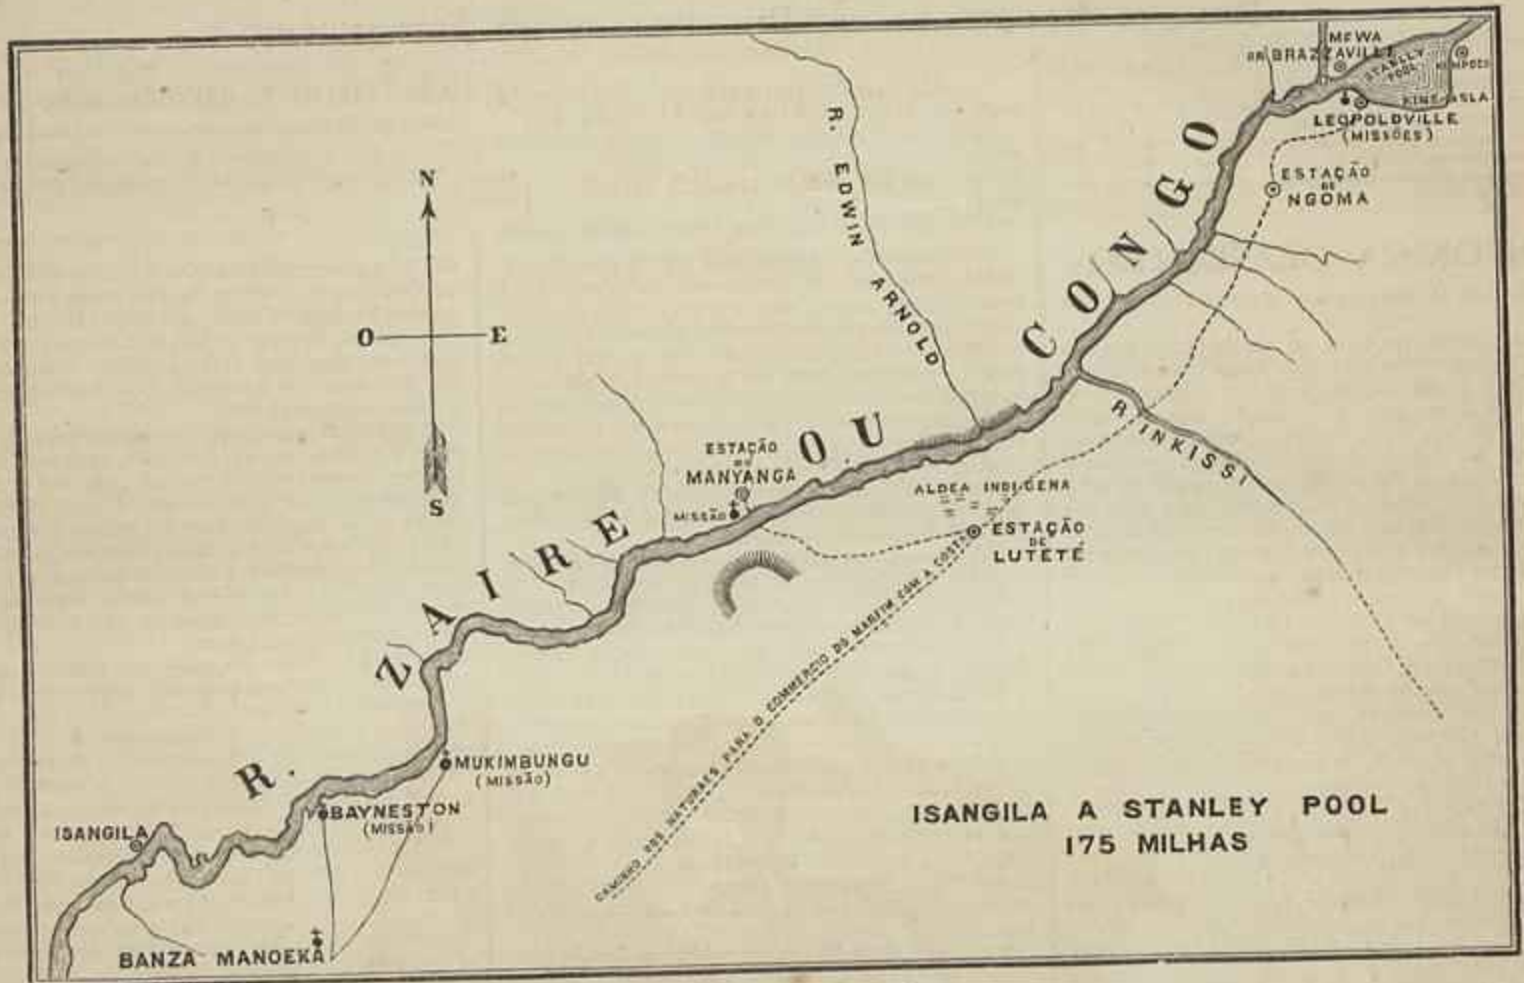 MFWA
OR BRAZZAVILLE
STANLEY
POOL
LEOPOLDVILLE
(MISSÕES)
ESTAÇÃO
DE
NGOMA
R. EDWIN ARNOLD
N
O
E
S
R. ZAIRE OU CONGO
R INKISSI
ESTAÇÃO
DE
MANYANGA
MISSÃO
ALDEA INDIGENA
ESTAÇÃO
DE
LUTETÉ
CAMINHO DOS NATURAES PARA O COMMERCIO DO MARFIM COM A COSTA
MUKIMBUNGU
(MISSÃO)
BAYNESTON
(MISSÃO)
ISANGILA
BANZA MANOEKA
ISANGILA A STANLEY POOL
175 MILHAS